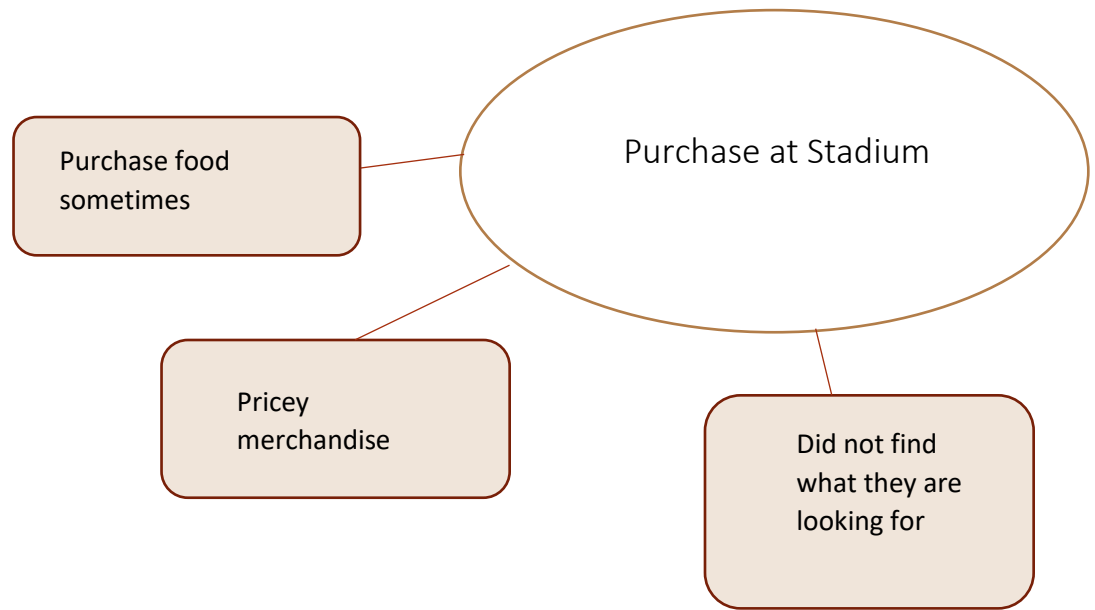 Purchase at Stadium
Purchase food
sometimes
Pricey
merchandise
Did not find
what they are
looking for